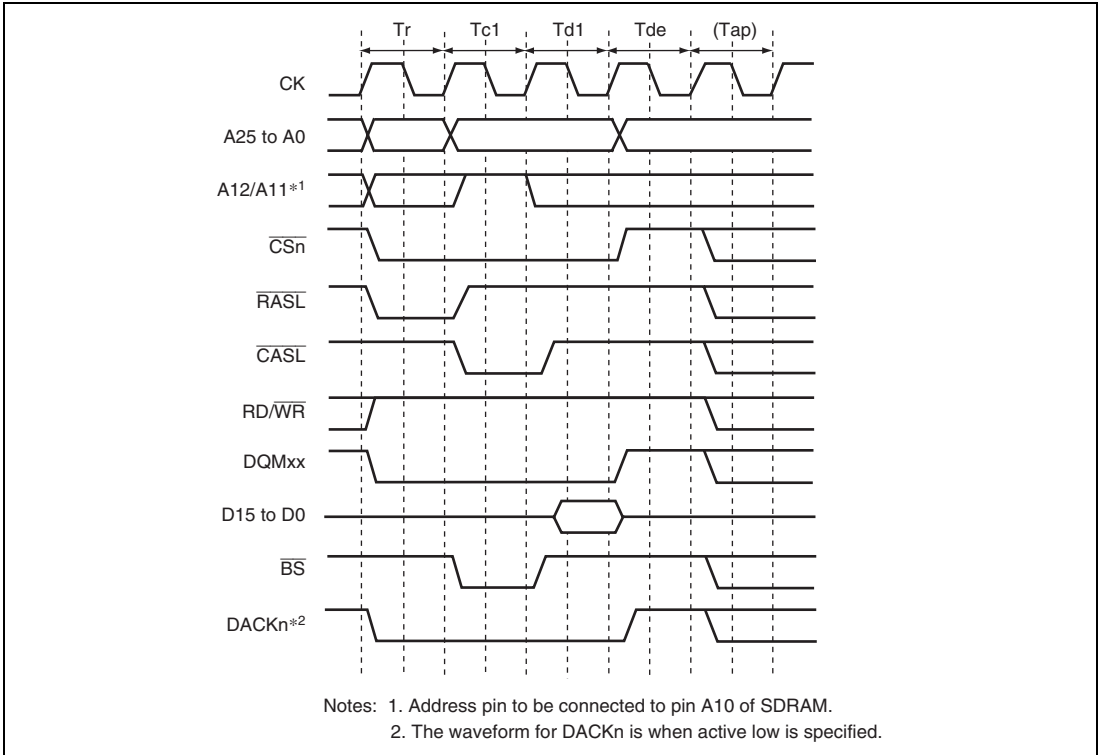 Tr Tc1 Td1 Tde (Tap)
CK
A25 to A0
A12/A11*1
CSn
RASL
CASL
RD/WR
DQMxx
D15 to D0
BS
DACKn*2
Notes: 1. Address pin to be connected to pin A10 of SDRAM.
2. The waveform for DACKn is when active low is specified.